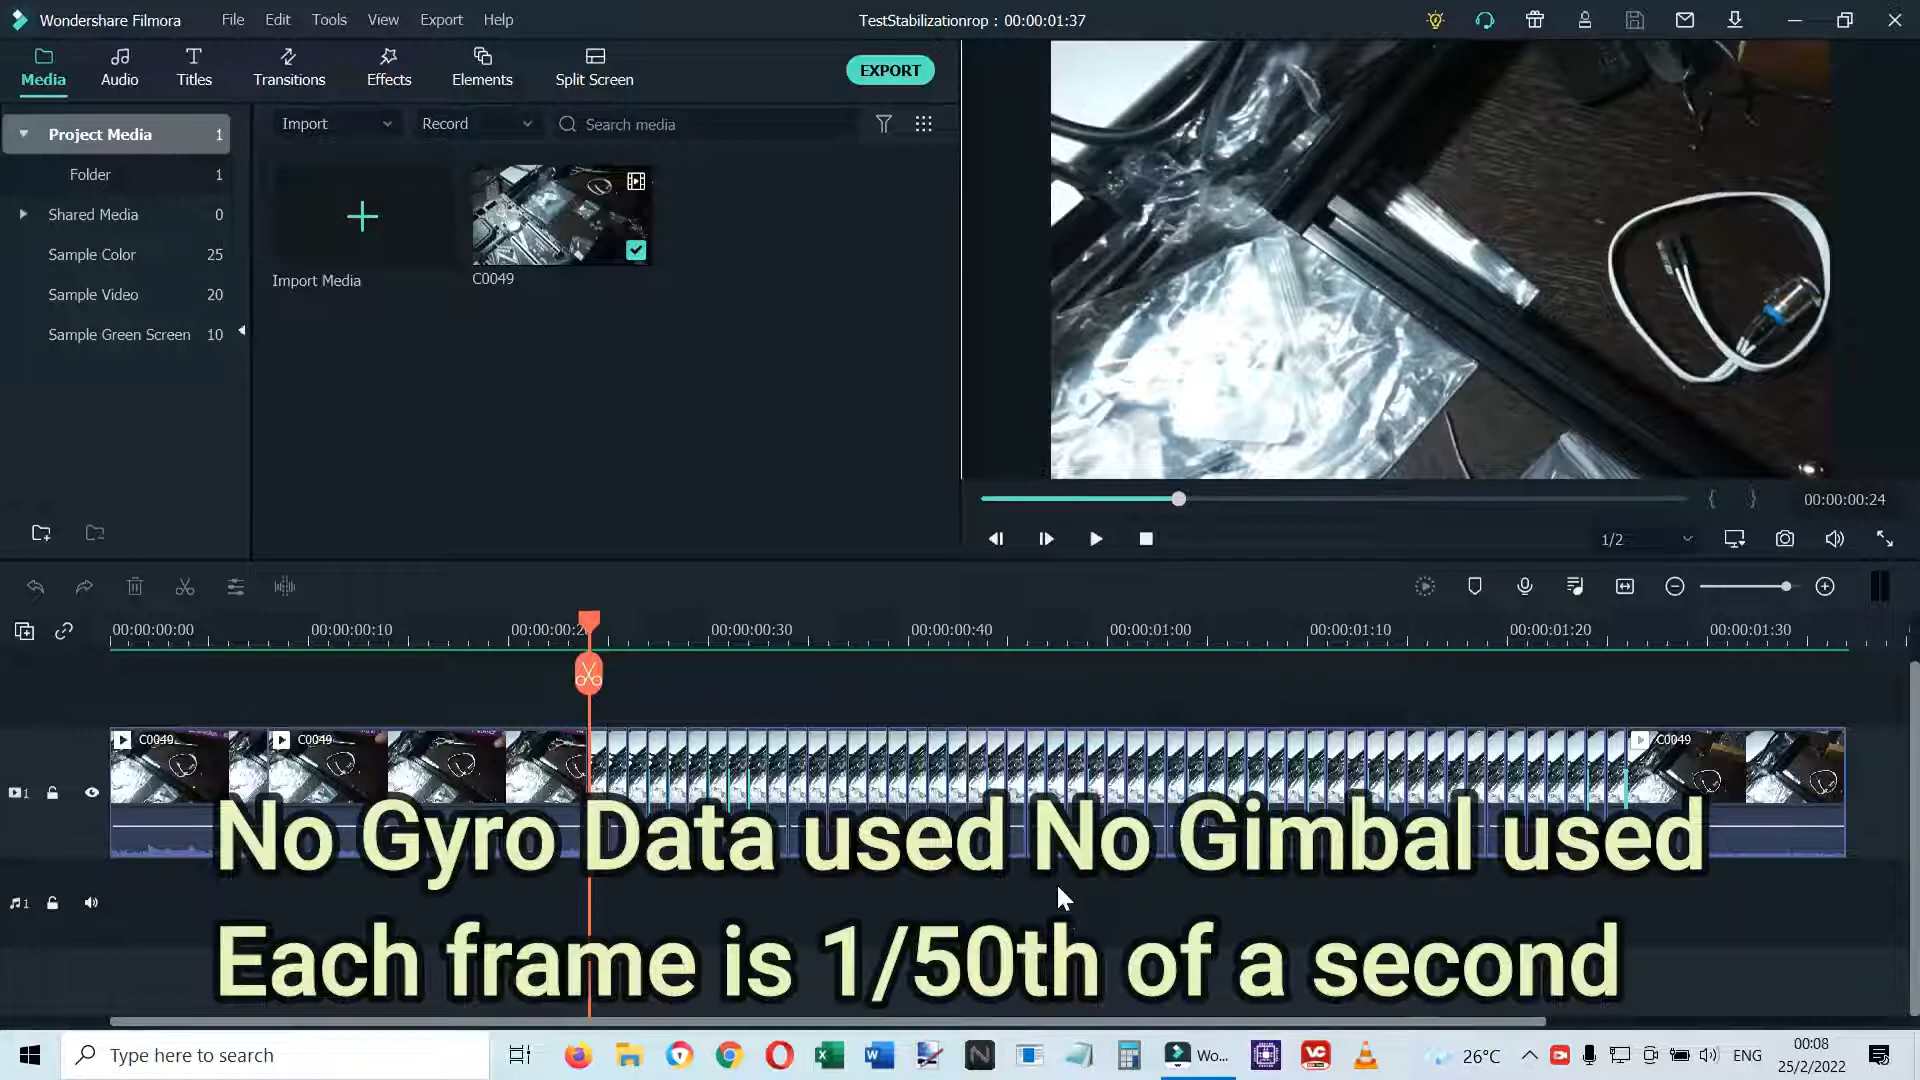 Wondershare Filmora File Edit Tools View Export Help TestStabilizationrop : 00:00:01:37
Media Audio Titles Transitions Effects Elements Split Screen EXPORT
Project Media 1
Folder 1
Shared Media 0
Sample Color 25
Sample Video 20
Sample Green Screen 10
Import Record Search media
Import Media
C0049
{ } 00:00:00:24
1/2
00:00:00:00 00:00:00:10 00:00:00:2 00:00:00:30 00:00:00:40 00:00:01:00 00:00:01:10 00:00:01:20 00:00:01:30
C0049 C0049 C0049
1
1
No Gyro Data used No Gimbal used
Each frame is 1/50th of a second
Type here to search Wo... 26°C ENG 00:08
25/2/2022